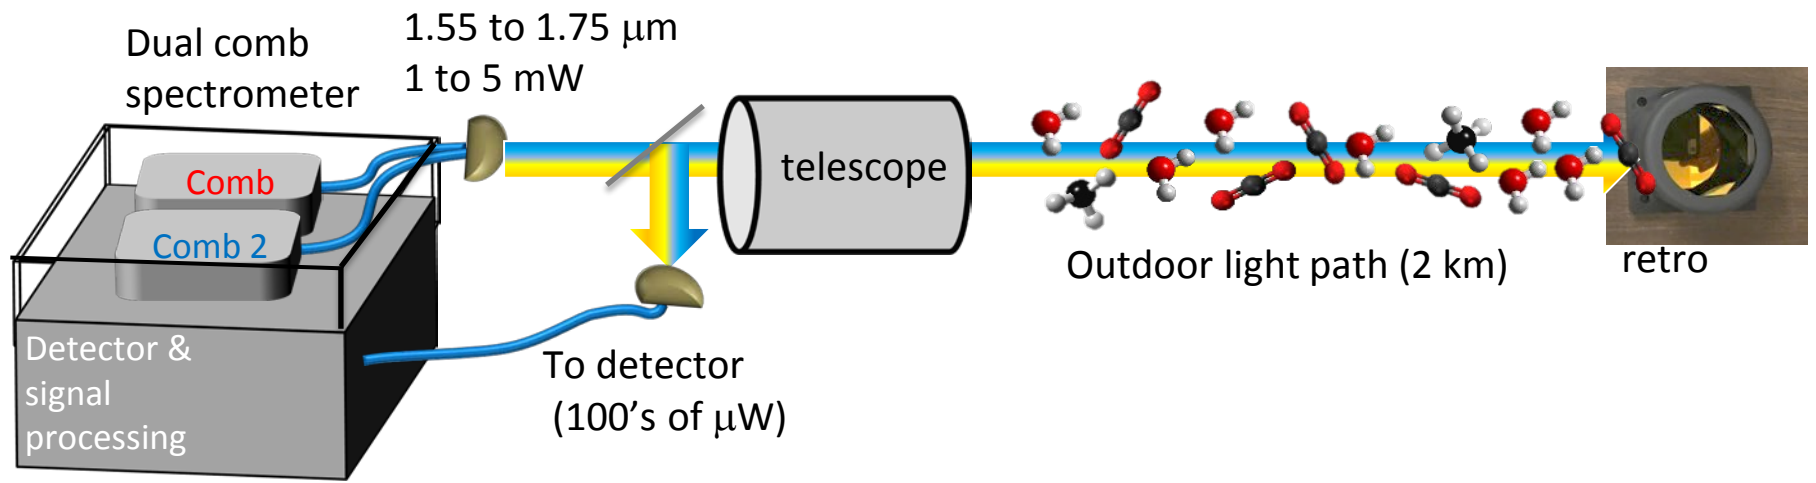 Dual comb
spectrometer
1.55 to 1.75 μm
1 to 5 mW
Comb
Comb 2
Detector &
signal
processing
To detector
(100’s of μW)
telescope
Outdoor light path (2 km)
retro